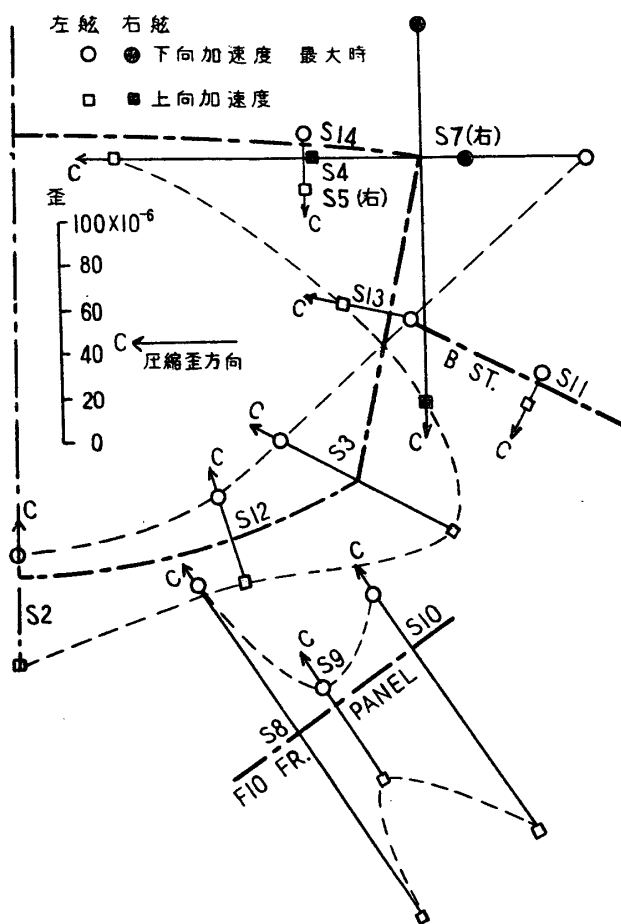 左舷 右舷
○ ● 下向加速度 最大時
□ ■ 上向加速度
S14
S7(右)
C
S4
S5(右)
C
歪
100×10⁻⁶
80
60
40
20
0
C
圧縮歪方向
C
S13
B ST.
S11
C
C
C
S3
C
S12
C
S2
C
C
S10
C
S9
PANEL
S8
F10 FR.